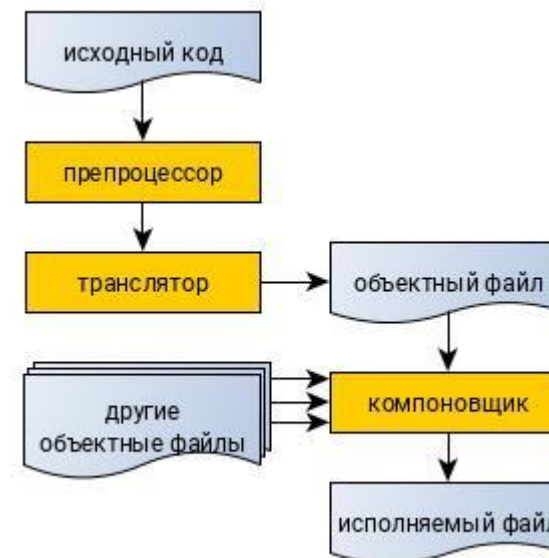 исходный код
препроцессор
транслятор
объектный файл
другие
объектные файлы
компоновщик
исполняемый файл